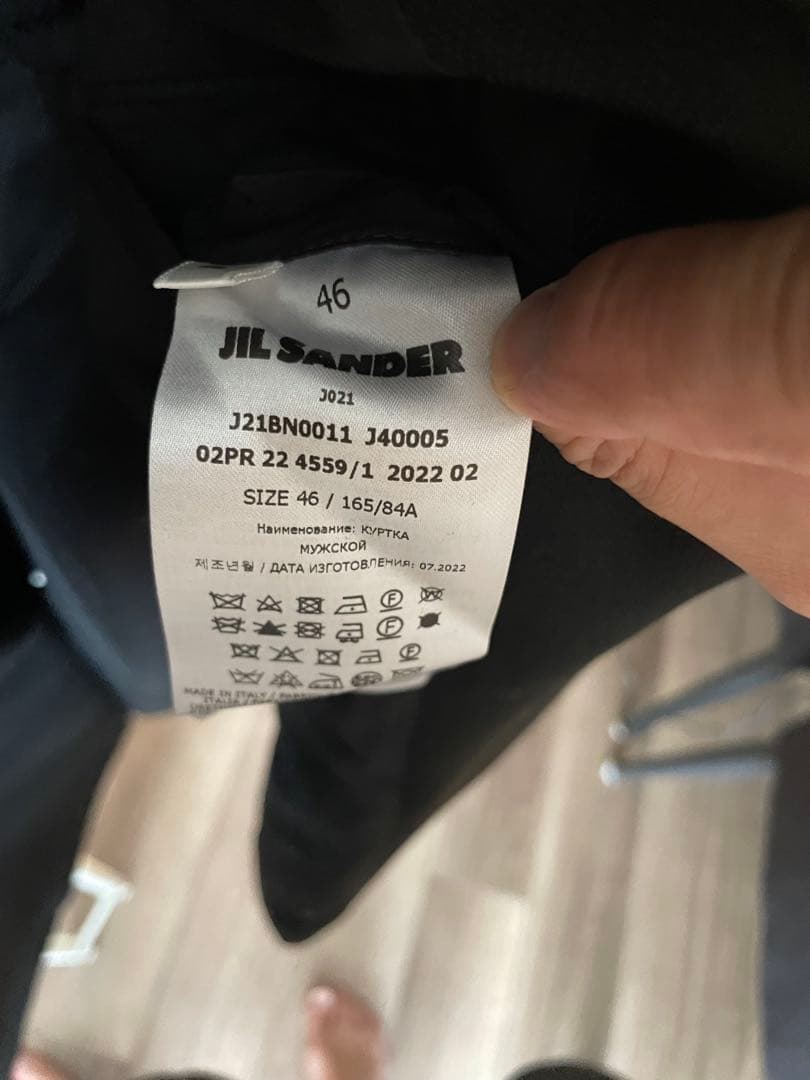 46
JIL SANDER
J021
J21BN0011 J40005
02PR 22 4559/1 2022 02
SIZE 46 / 165/84A
Наименование: КУРТКА
МУЖСКОЙ
제조년월 / ДАТА ИЗГОТОВЛЕНИЯ: 07.2022
MADE IN ITALY /
ITALIA /